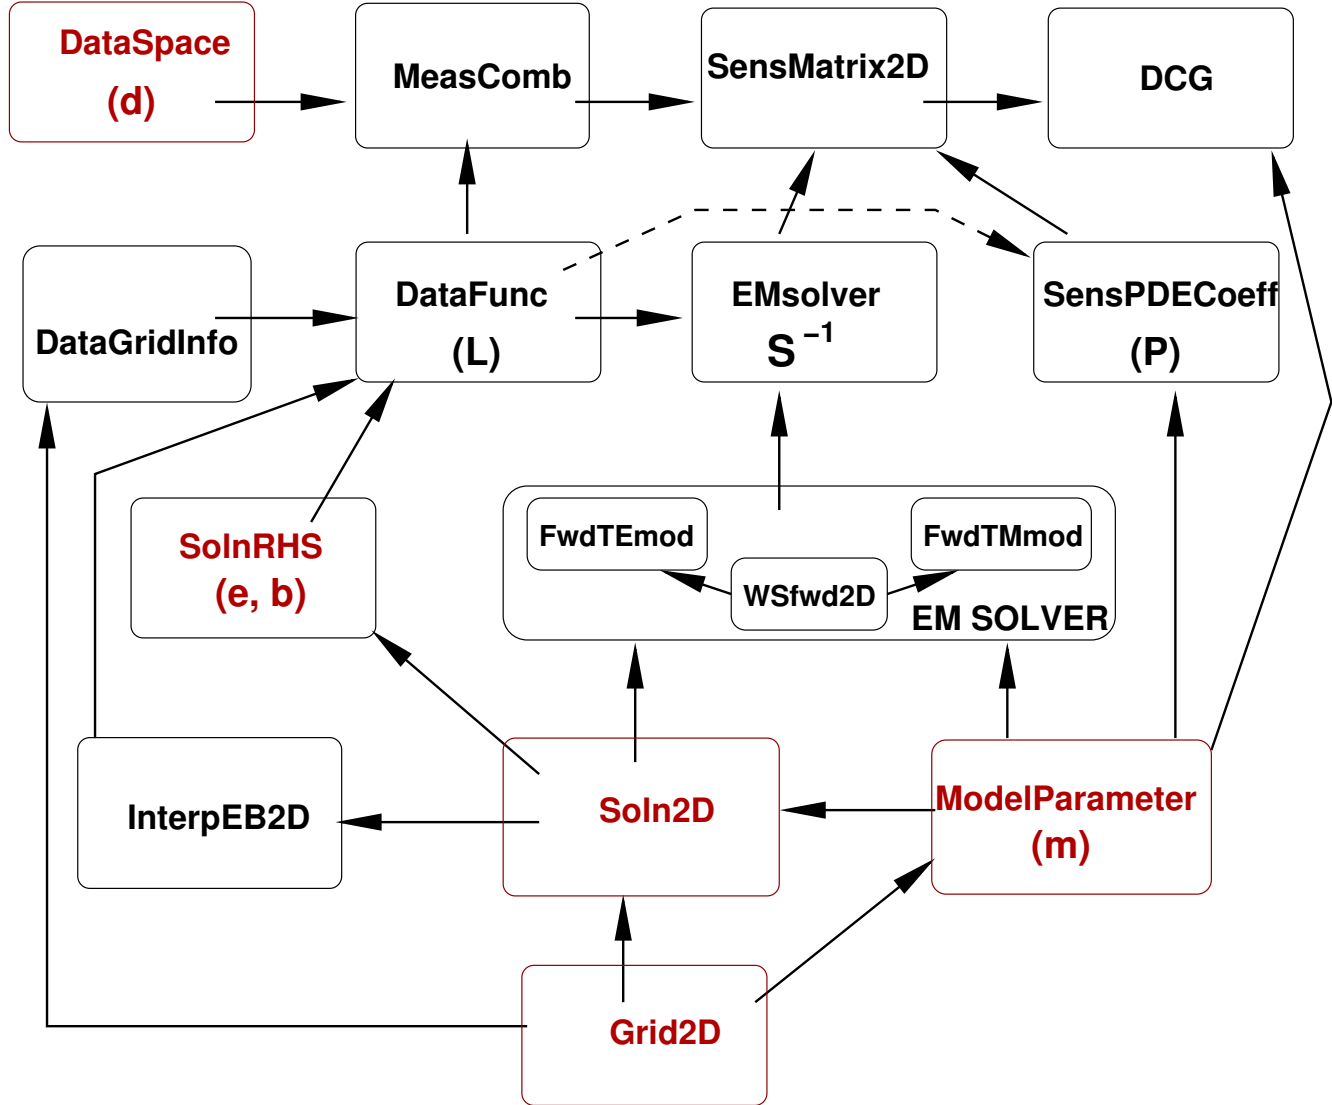 DataSpace
(d)
MeasComb
SensMatrix2D
DCG
DataGridInfo
DataFunc
(L)
EMsolver
S −1
SensPDECoeff
(P)
SolnRHS
(e, b)
FwdTEmod
FwdTMmod
WSfwd2D
EM SOLVER
InterpEB2D
Soln2D
ModelParameter
(m)
Grid2D